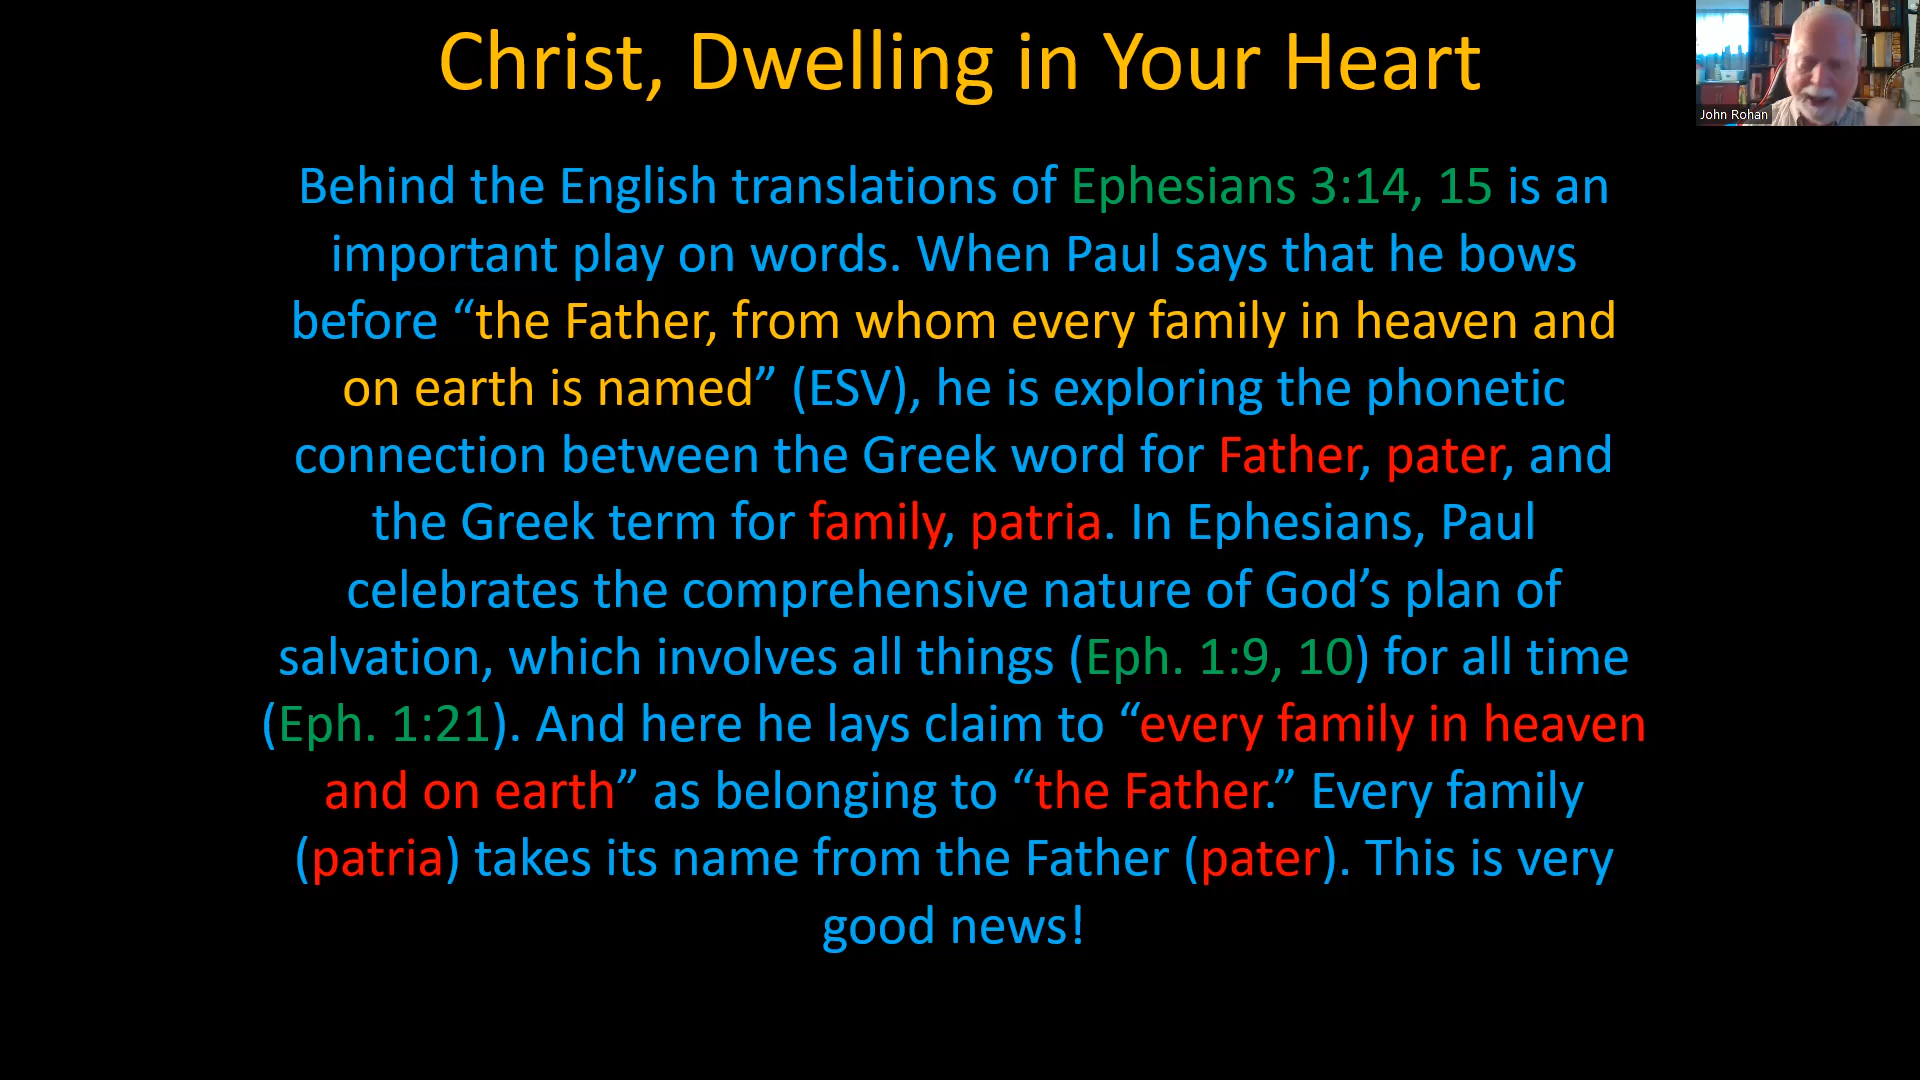 Christ, Dwelling in Your Heart
John Rohan
Behind the English translations of Ephesians 3:14, 15 is an
important play on words. When Paul says that he bows
before “the Father, from whom every family in heaven and
on earth is named” (ESV), he is exploring the phonetic
connection between the Greek word for Father, pater, and
the Greek term for family, patria. In Ephesians, Paul
celebrates the comprehensive nature of God’s plan of
salvation, which involves all things (Eph. 1:9, 10) for all time
(Eph. 1:21). And here he lays claim to “every family in heaven
and on earth” as belonging to “the Father.” Every family
(patria) takes its name from the Father (pater). This is very
good news!